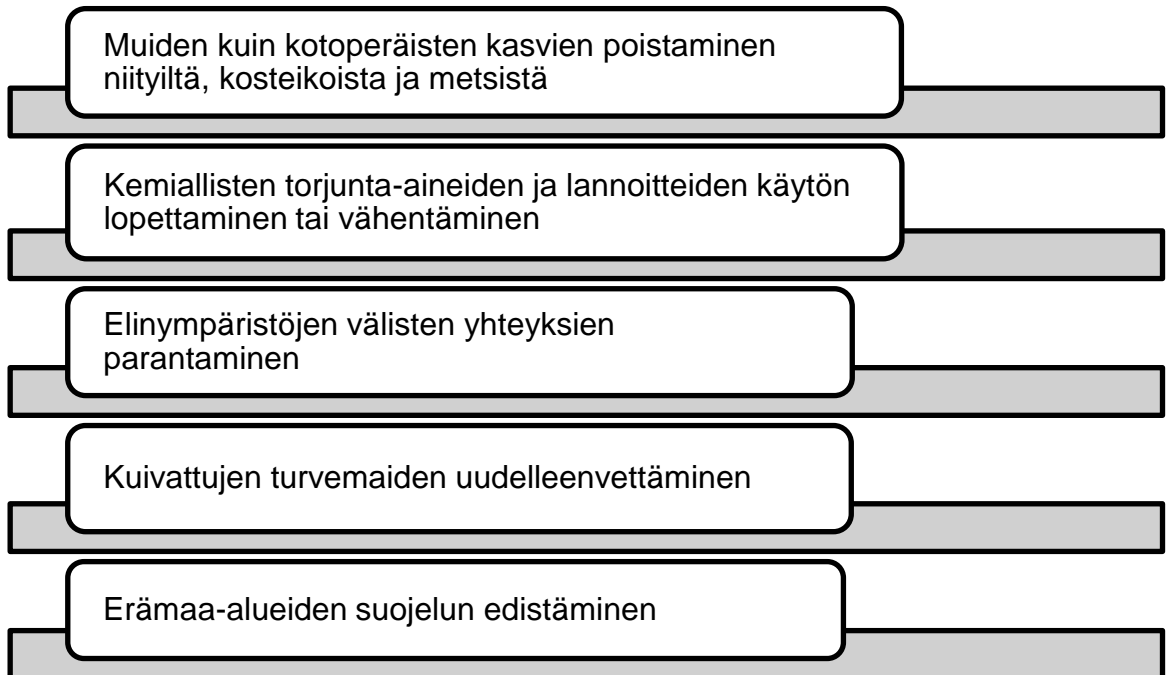 Muiden kuin kotoperäisten kasvien poistaminen
niityiltä, kosteikoista ja metsistä
Kemiallisten torjunta-aineiden ja lannoitteiden käytön
lopettaminen tai vähentäminen
Elinympäristöjen välisten yhteyksien
parantaminen
Kuivattujen turvemaiden uudelleenvettäminen
Erämaa-alueiden suojelun edistäminen